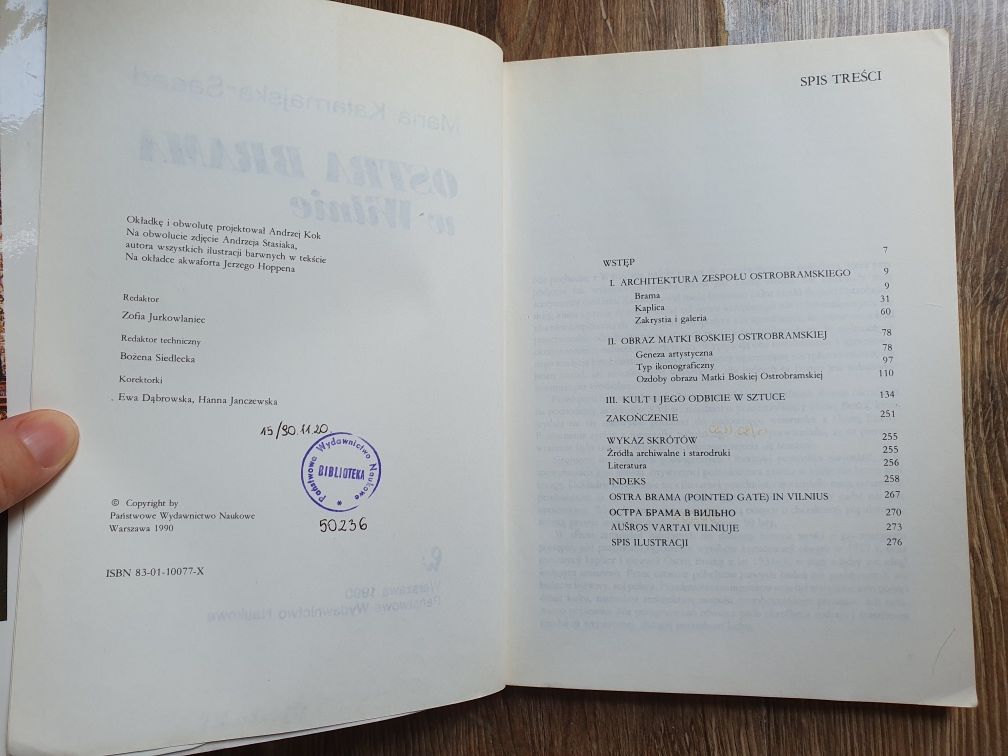 Okładkę i obwolutę projektował Andrzej Kok
Na obwolucie zdjęcie Andrzeja Stasiaka,
autora wszystkich ilustracji barwnych w tekście
Na okładce akwaforta Jerzego Hoppena
Redaktor
Zofia Jurkowłaniec
Redaktor techniczny
Bożena Siedlecka
Korektorki
Ewa Dąbrowska, Hanna Janczewska
15/90.11.20
Państwowe Wydawnictwo Naukowe
BIBLIOTEKA
50236
© Copyright by
Państwowe Wydawnictwo Naukowe
Warszawa 1990
ISBN 83-01-10077-X
SPIS TREŚCI
WSTĘP 7
I. ARCHITEKTURA ZESPOŁU OSTROBRAMSKIEGO 9
Brama 9
Kaplica 31
Zakrystia i galeria 60
II. OBRAZ MATKI BOSKIEJ OSTROBRAMSKIEJ 78
Geneza artystyczna 78
Typ ikonograficzny 97
Ozdoby obrazu Matki Boskiej Ostrobramskiej 110
III. KULT I JEGO ODBICIE W SZTUCE 134
ZAKOŃCZENIE 251
WYKAZ SKRÓTÓW 255
Źródła archiwalne i starodruki 255
Literatura 256
INDEKS 258
OSTRA BRAMA (POINTED GATE) IN VILNIUS 267
ОСТРА БРАМА В ВИЛЬНО 270
AUŠROS VARTAI VILNIUJE 273
SPIS ILUSTRACJI 276